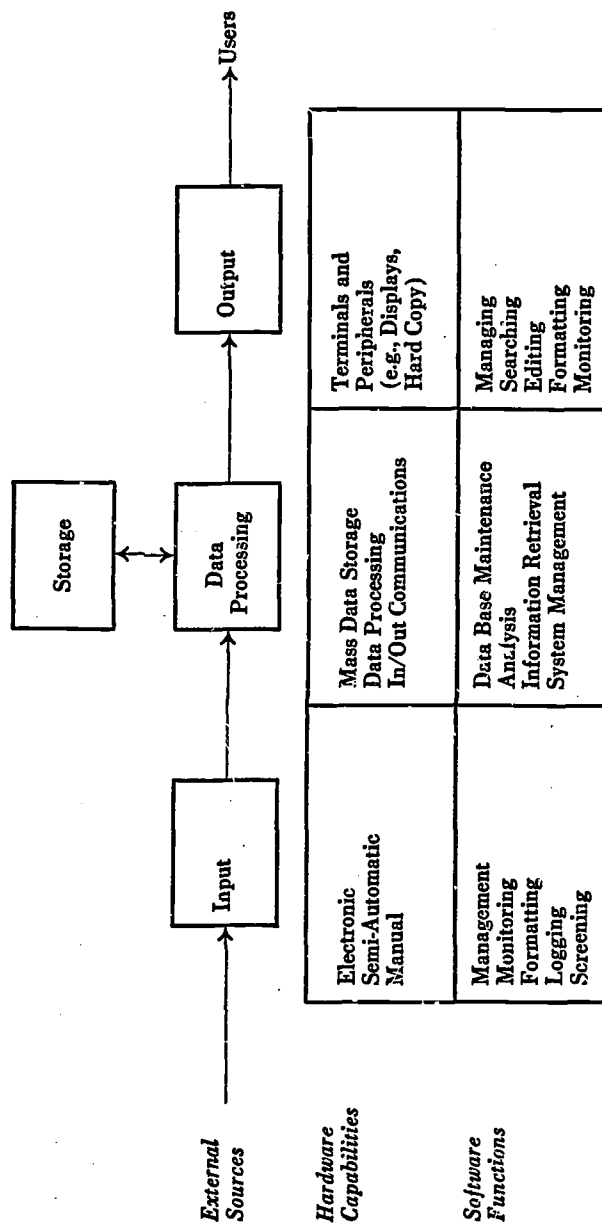 Storage
External
Sources
Input
Data
Processing
Output
Users
Hardware
Capabilities
Electronic
Semi-Automatic
Manual
Mass Data Storage
Data Processing
In/Out Communications
Terminals and
Peripherals
(e.g., Displays,
Hard Copy)
Software
Functions
Management
Monitoring
Formatting
Logging
Screening
Data Base Maintenance
Analysis
Information Retrieval
System Management
Managing
Searching
Editing
Formatting
Monitoring